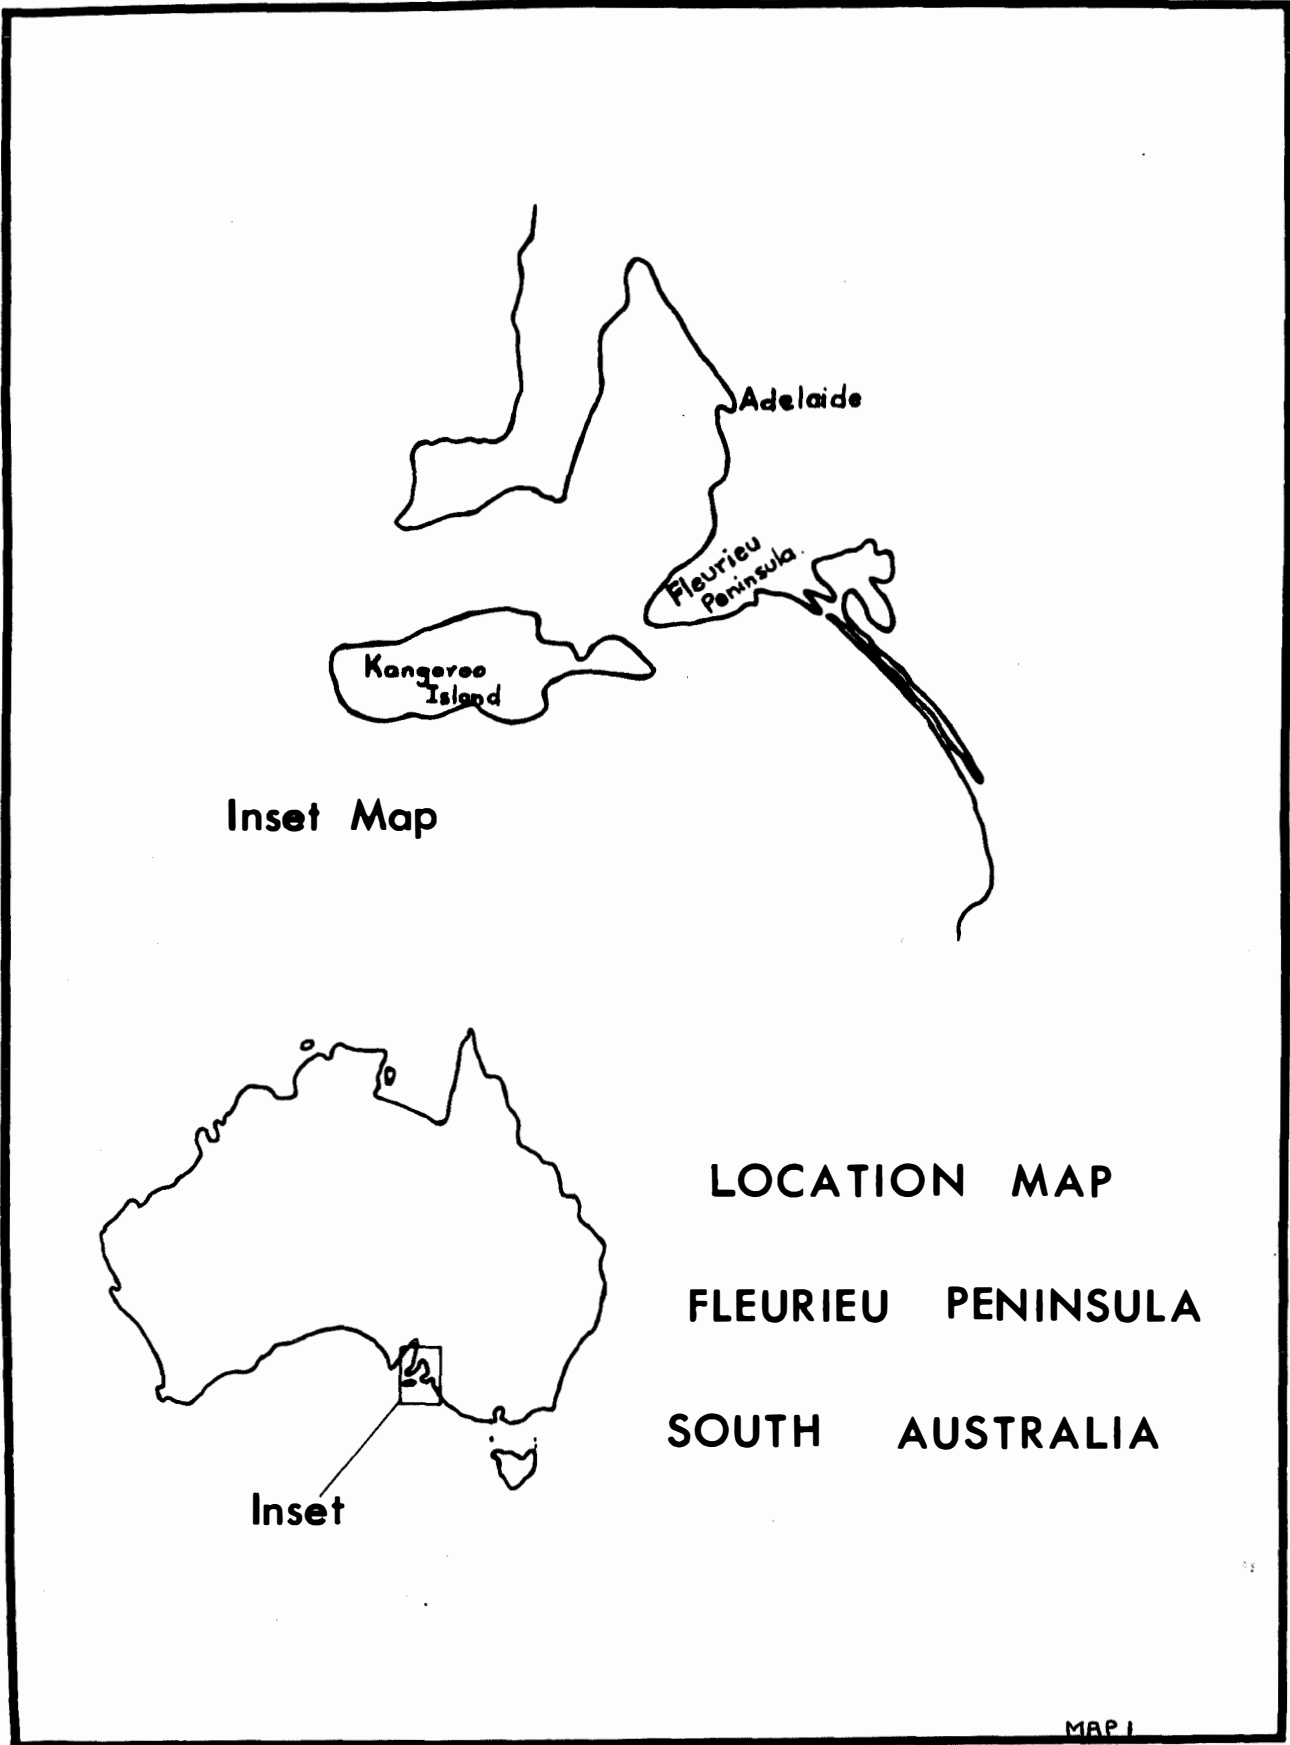 Adelaide
Fleurieu
Peninsula.
Kangaroo
Island
Inset Map
LOCATION MAP
FLEURIEU PENINSULA
SOUTH AUSTRALIA
Inset
MAP 1